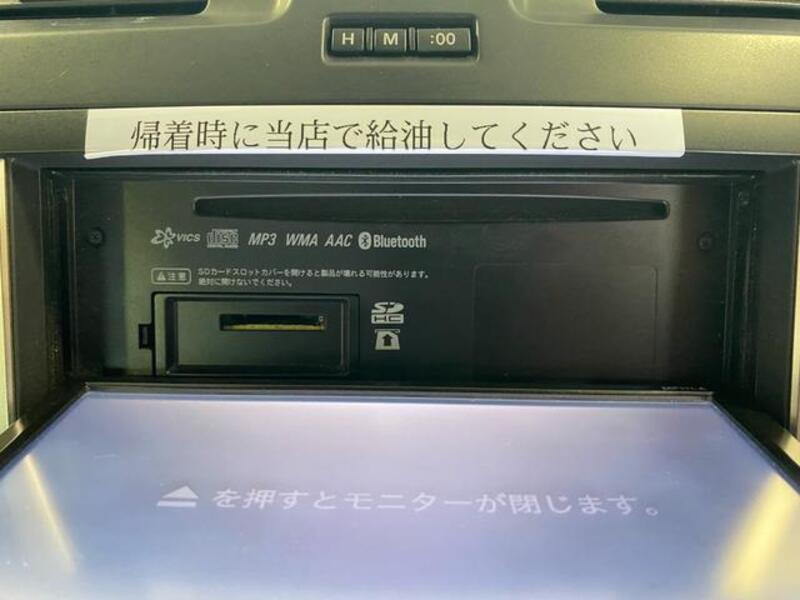 H M :00
帰着時に当店で給油してください
VICS disc DIGITAL AUDIO MP3 WMA AAC Bluetooth
注意 SDカードスロットカバーを開けると製品が壊れる可能性があります。
絶対に開けないでください。
SD
HC
を押すとモニターが閉じます。